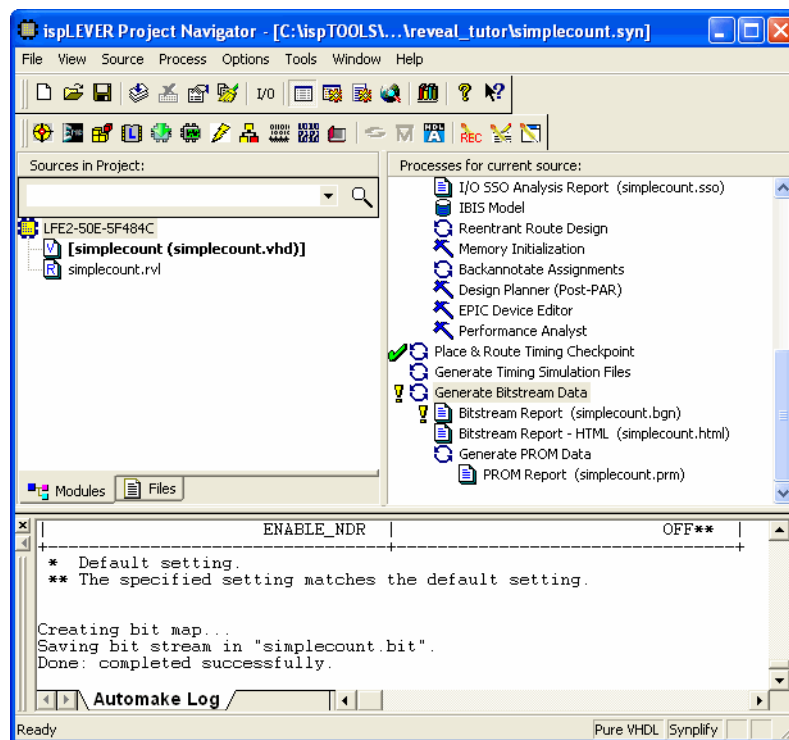 ispLEVER Project Navigator - [C:\ispTOOLS\...\reveal_tutor\simplecount.syn]
File View Source Process Options Tools Window Help
I/O
REC
Sources in Project:
LFE2-50E-5F484C
[simplecount (simplecount.vhd)]
simplecount.rvl
Modules Files
Processes for current source:
I/O SSO Analysis Report (simplecount.sso)
IBIS Model
Reentrant Route Design
Memory Initialization
Backannotate Assignments
Design Planner (Post-PAR)
EPIC Device Editor
Performance Analyst
Place & Route Timing Checkpoint
Generate Timing Simulation Files
Generate Bitstream Data
Bitstream Report (simplecount.bgn)
Bitstream Report - HTML (simplecount.html)
Generate PROM Data
PROM Report (simplecount.prm)
| ENABLE_NDR | OFF** |
+---------------------------------+---------------------------------+
* Default setting.
** The specified setting matches the default setting.
Creating bit map...
Saving bit stream in "simplecount.bit".
Done: completed successfully.
Automake Log
Ready Pure VHDL Synplify